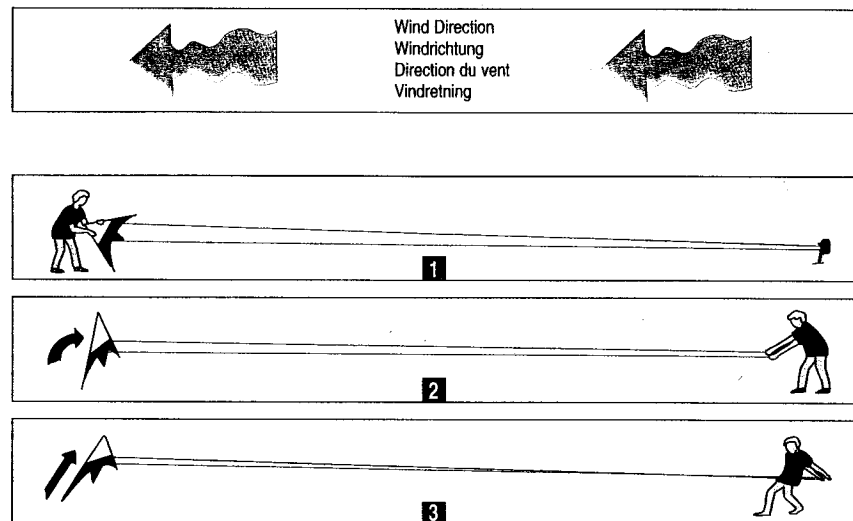 Wind Direction
Windrichtung
Direction du vent
Vindretning
1
2
3